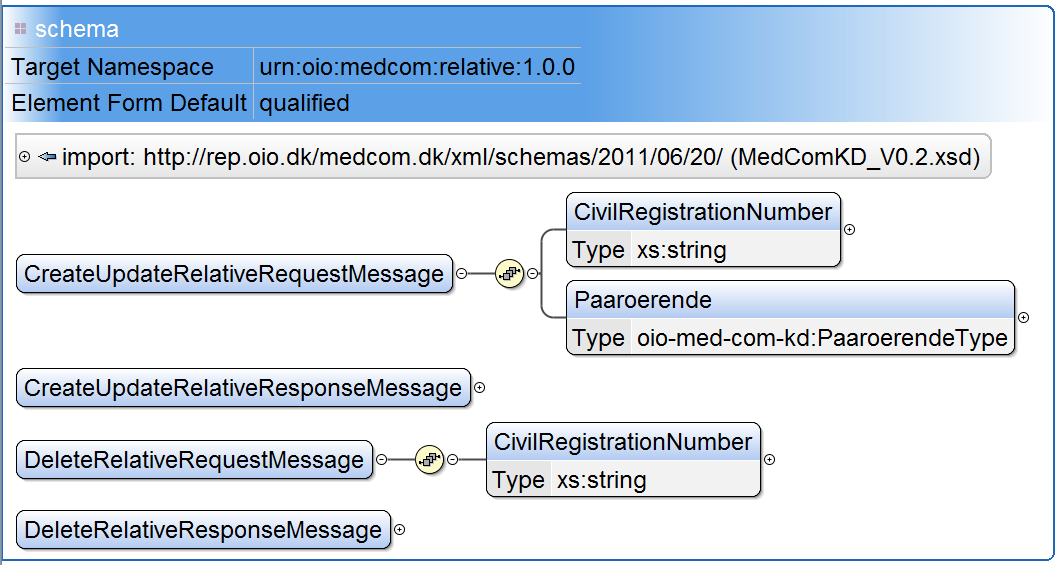 schema
Target Namespace urn:oio:medcom:relative:1.0.0
Element Form Default qualified
import: http://rep.oio.dk/medcom.dk/xml/schemas/2011/06/20/ (MedComKD_V0.2.xsd)
CreateUpdateRelativeRequestMessage
CivilRegistrationNumber
Type xs:string
Paaroerende
Type oio-med-com-kd:PaaroerendeType
CreateUpdateRelativeResponseMessage
DeleteRelativeRequestMessage
CivilRegistrationNumber
Type xs:string
DeleteRelativeResponseMessage